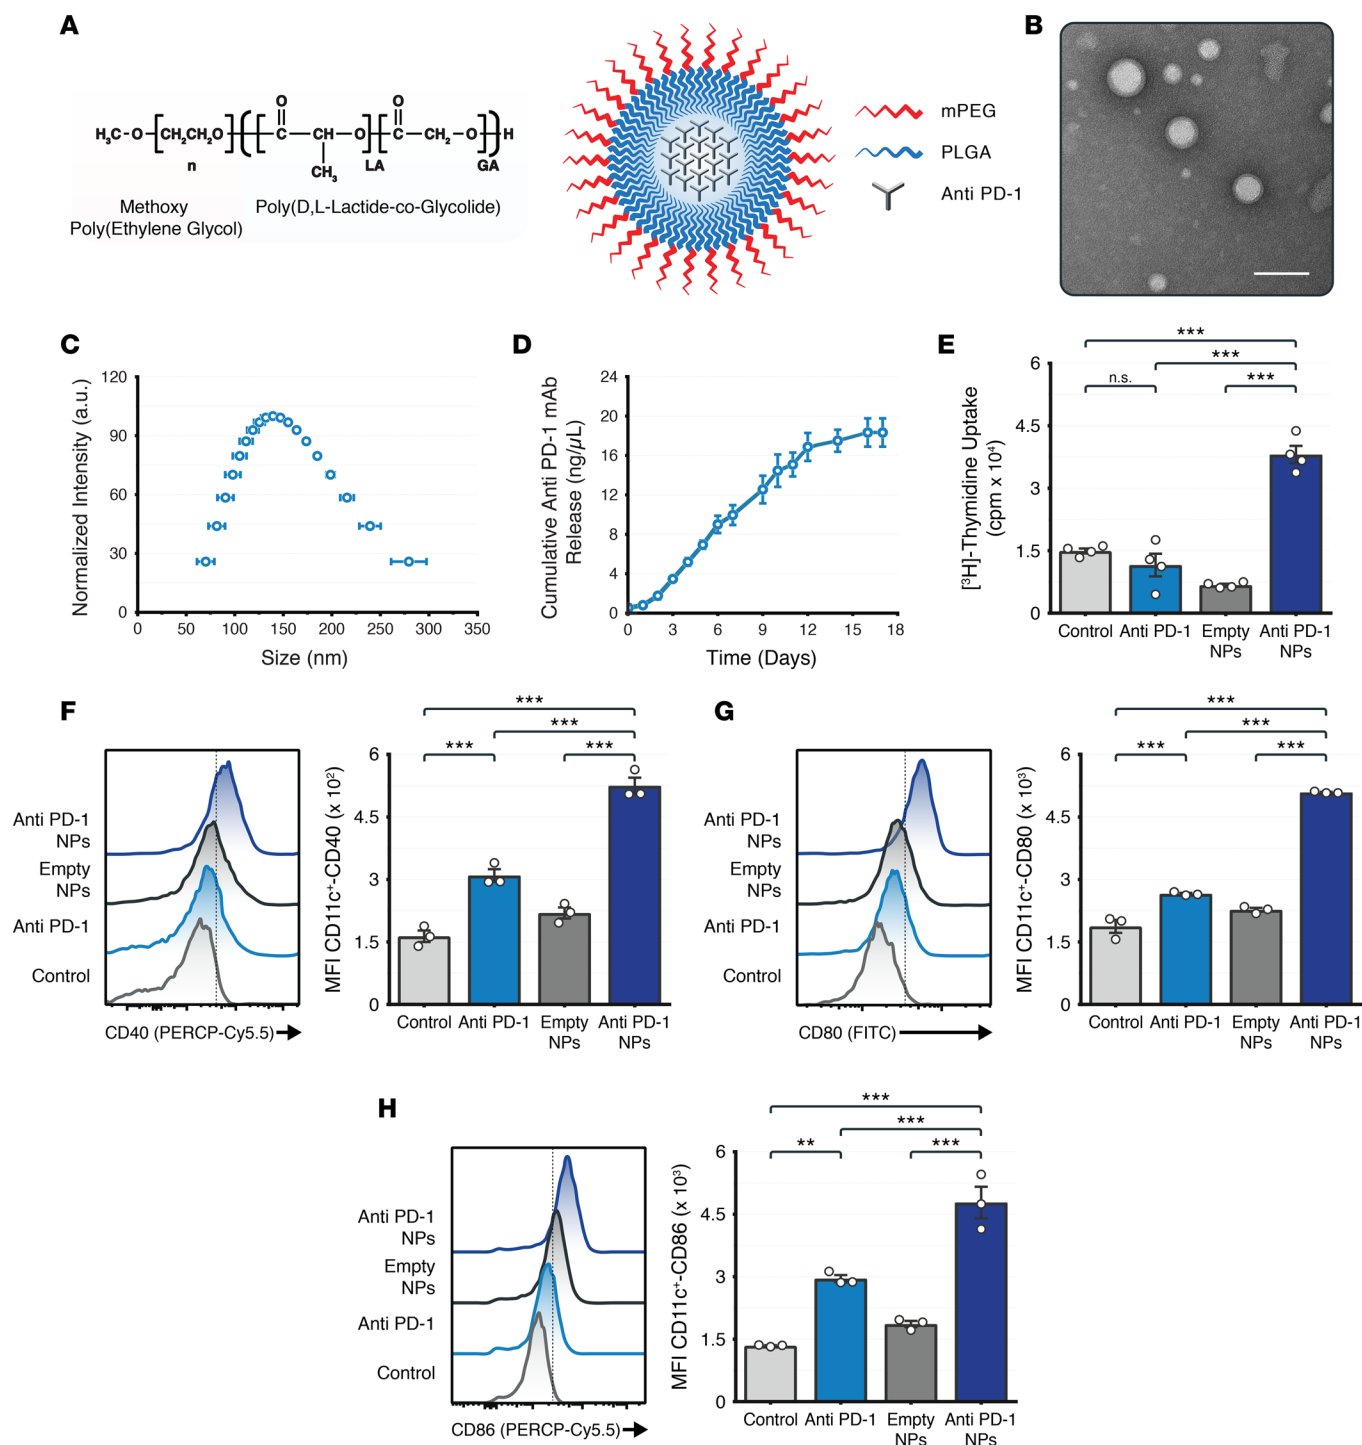 A
B
H₃C—O—[CH₂CH₂O]
n
O
C—CH—O
CH₃
LA
O
C—CH₂—O
GA
H
Methoxy
Poly(Ethylene Glycol)
Poly(D,L-Lactide-co-Glycolide)
mPEG
PLGA
Anti PD-1
C
Normalized Intensity (a.u.)
120
90
60
30
0
0 50 100 150 200 250 300 350
Size (nm)
D
Cumulative Anti PD-1 mAb
Release (ng/µL)
24
20
16
12
8
4
0
0 3 6 9 12 15 18
Time (Days)
E
[³H]-Thymidine Uptake
(cpm x 10⁴)
***
***
n.s. ***
6
4.5
3
1.5
0
Control Anti PD-1 Empty NPs Anti PD-1 NPs
F
Anti PD-1
NPs
Empty
NPs
Anti PD-1
Control
CD40 (PERCP-Cy5.5)
MFI CD11c⁺-CD40 (x 10²)
***
***
*** ***
6
4.5
3
1.5
0
Control Anti PD-1 Empty NPs Anti PD-1 NPs
G
Anti PD-1
NPs
Empty
NPs
Anti PD-1
Control
CD80 (FITC)
MFI CD11c⁺-CD80 (x 10³)
***
***
*** ***
6
4.5
3
1.5
0
Control Anti PD-1 Empty NPs Anti PD-1 NPs
H
Anti PD-1
NPs
Empty
NPs
Anti PD-1
Control
CD86 (PERCP-Cy5.5)
MFI CD11c⁺-CD86 (x 10³)
***
***
** ***
6
4.5
3
1.5
0
Control Anti PD-1 Empty NPs Anti PD-1 NPs